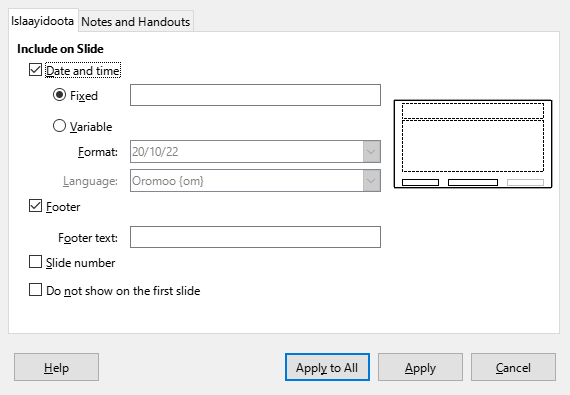 Islaayidoota Notes and Handouts
Include on Slide
Date and time
Fixed
Variable
Format: 20/10/22
Language: Oromoo {om}
Footer
Footer text:
Slide number
Do not show on the first slide
Help Apply to All Apply Cancel